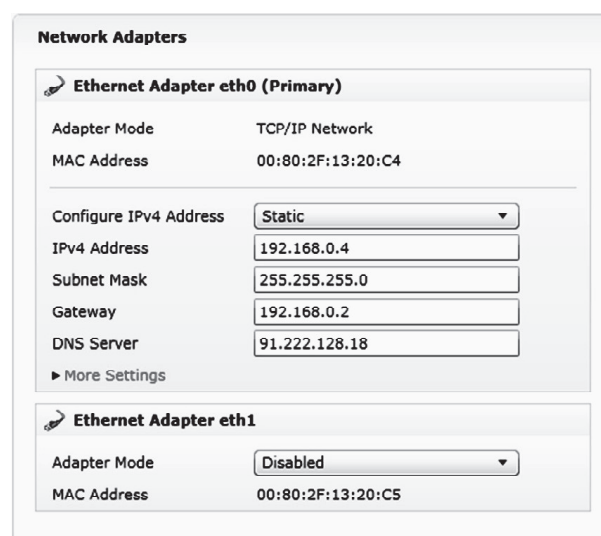 Network Adapters
Ethernet Adapter eth0 (Primary)
Adapter Mode TCP/IP Network
MAC Address 00:80:2F:13:20:C4
Configure IPv4 Address Static
IPv4 Address 192.168.0.4
Subnet Mask 255.255.255.0
Gateway 192.168.0.2
DNS Server 91.222.128.18
More Settings
Ethernet Adapter eth1
Adapter Mode Disabled
MAC Address 00:80:2F:13:20:C5